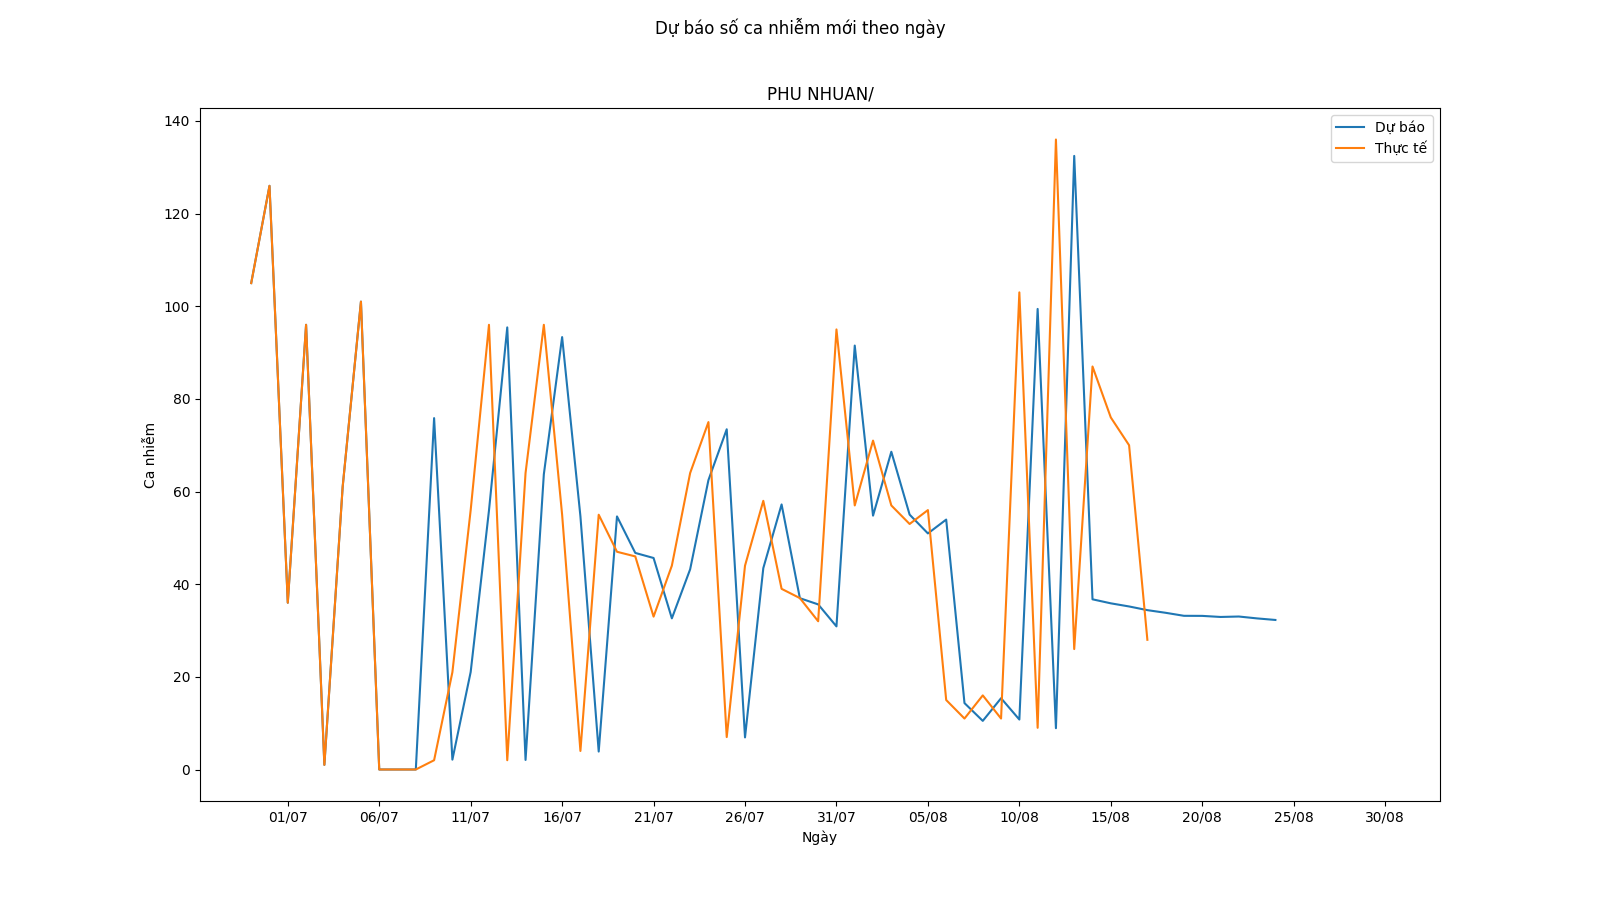 Dự báo số ca nhiễm mới theo ngày
PHU NHUAN/
Dự báo
Thực tế
140
120
100
80
60
40
20
0
Ca nhiễm
01/07 06/07 11/07 16/07 21/07 26/07 31/07 05/08 10/08 15/08 20/08 25/08 30/08
Ngày